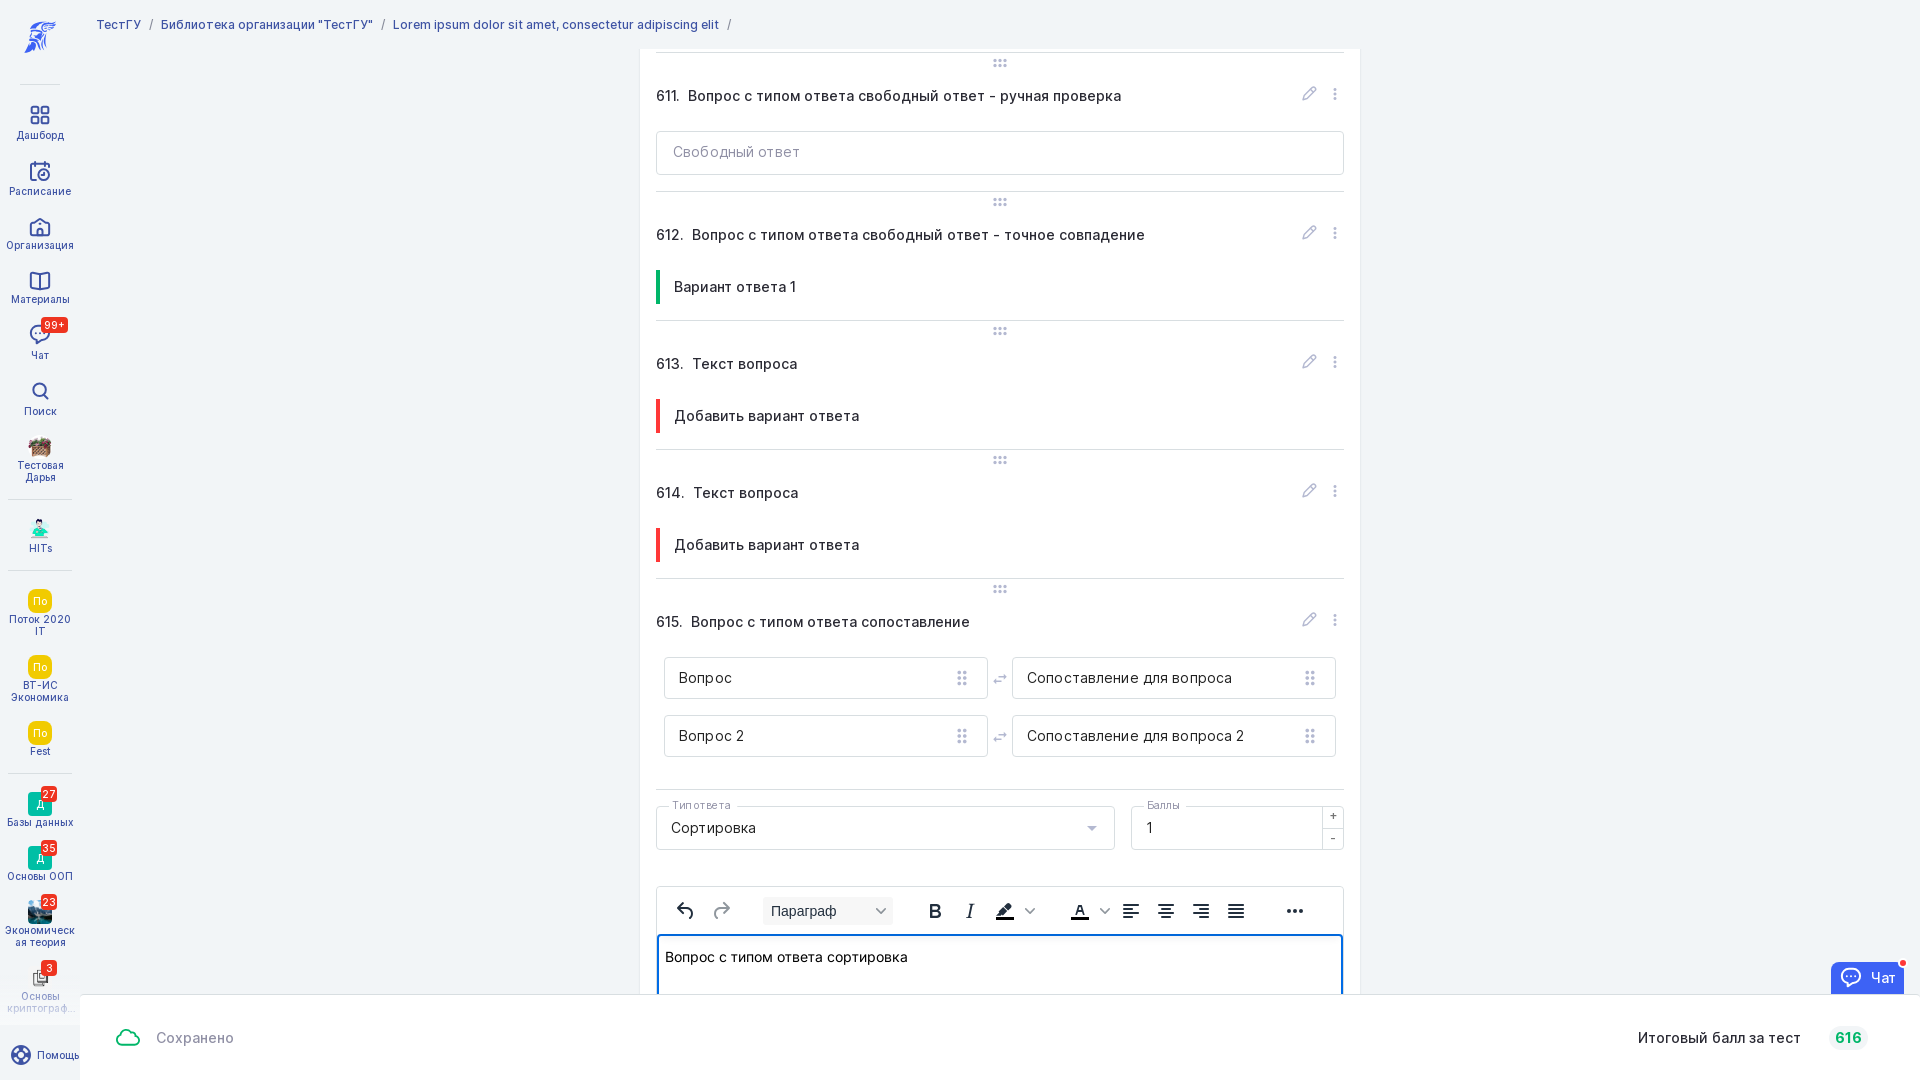 ТестГУ / Библиотека организации "ТестГУ" / Lorem ipsum dolor sit amet, consectetur adipiscing elit /
Дашборд
Расписание
Организация
Материалы
99+
Чат
Поиск
Тестовая
Дарья
HITs
По
Поток 2020
IT
По
ВТ-ИС
Экономика
По
Fest
27
Д
Базы данных
35
Д
Основы ООП
23
Экономическ
ая теория
3
Основы
криптограф...
Помощь
611. Вопрос с типом ответа свободный ответ - ручная проверка
Свободный ответ
612. Вопрос с типом ответа свободный ответ - точное совпадение
Вариант ответа 1
613. Текст вопроса
Добавить вариант ответа
614. Текст вопроса
Добавить вариант ответа
615. Вопрос с типом ответа сопоставление
Вопрос
Сопоставление для вопроса
Вопрос 2
Сопоставление для вопроса 2
Тип ответа
Сортировка
Баллы
1
+
-
Параграф
B I A
Вопрос с типом ответа сортировка
Чат
Сохранено
Итоговый балл за тест 616